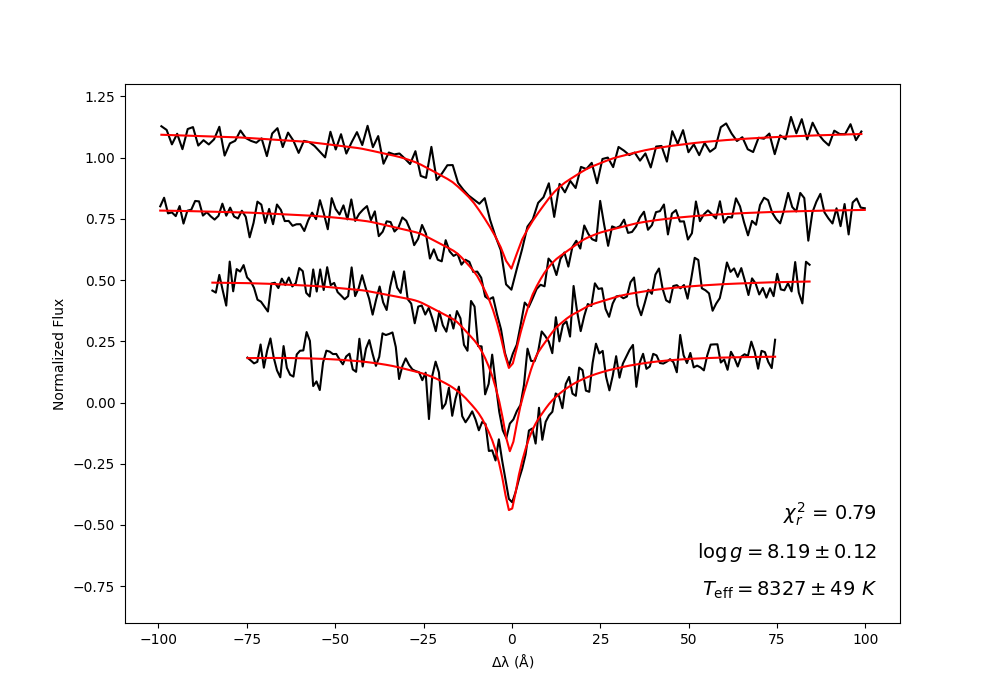 1.25
1.00
0.75
0.50
0.25
0.00
−0.25
−0.50
−0.75
Normalized Flux
χ²ᵣ = 0.79
log g = 8.19 ± 0.12
T_eff = 8327 ± 49 K
−100 −75 −50 −25 0 25 50 75 100
Δλ (Å)